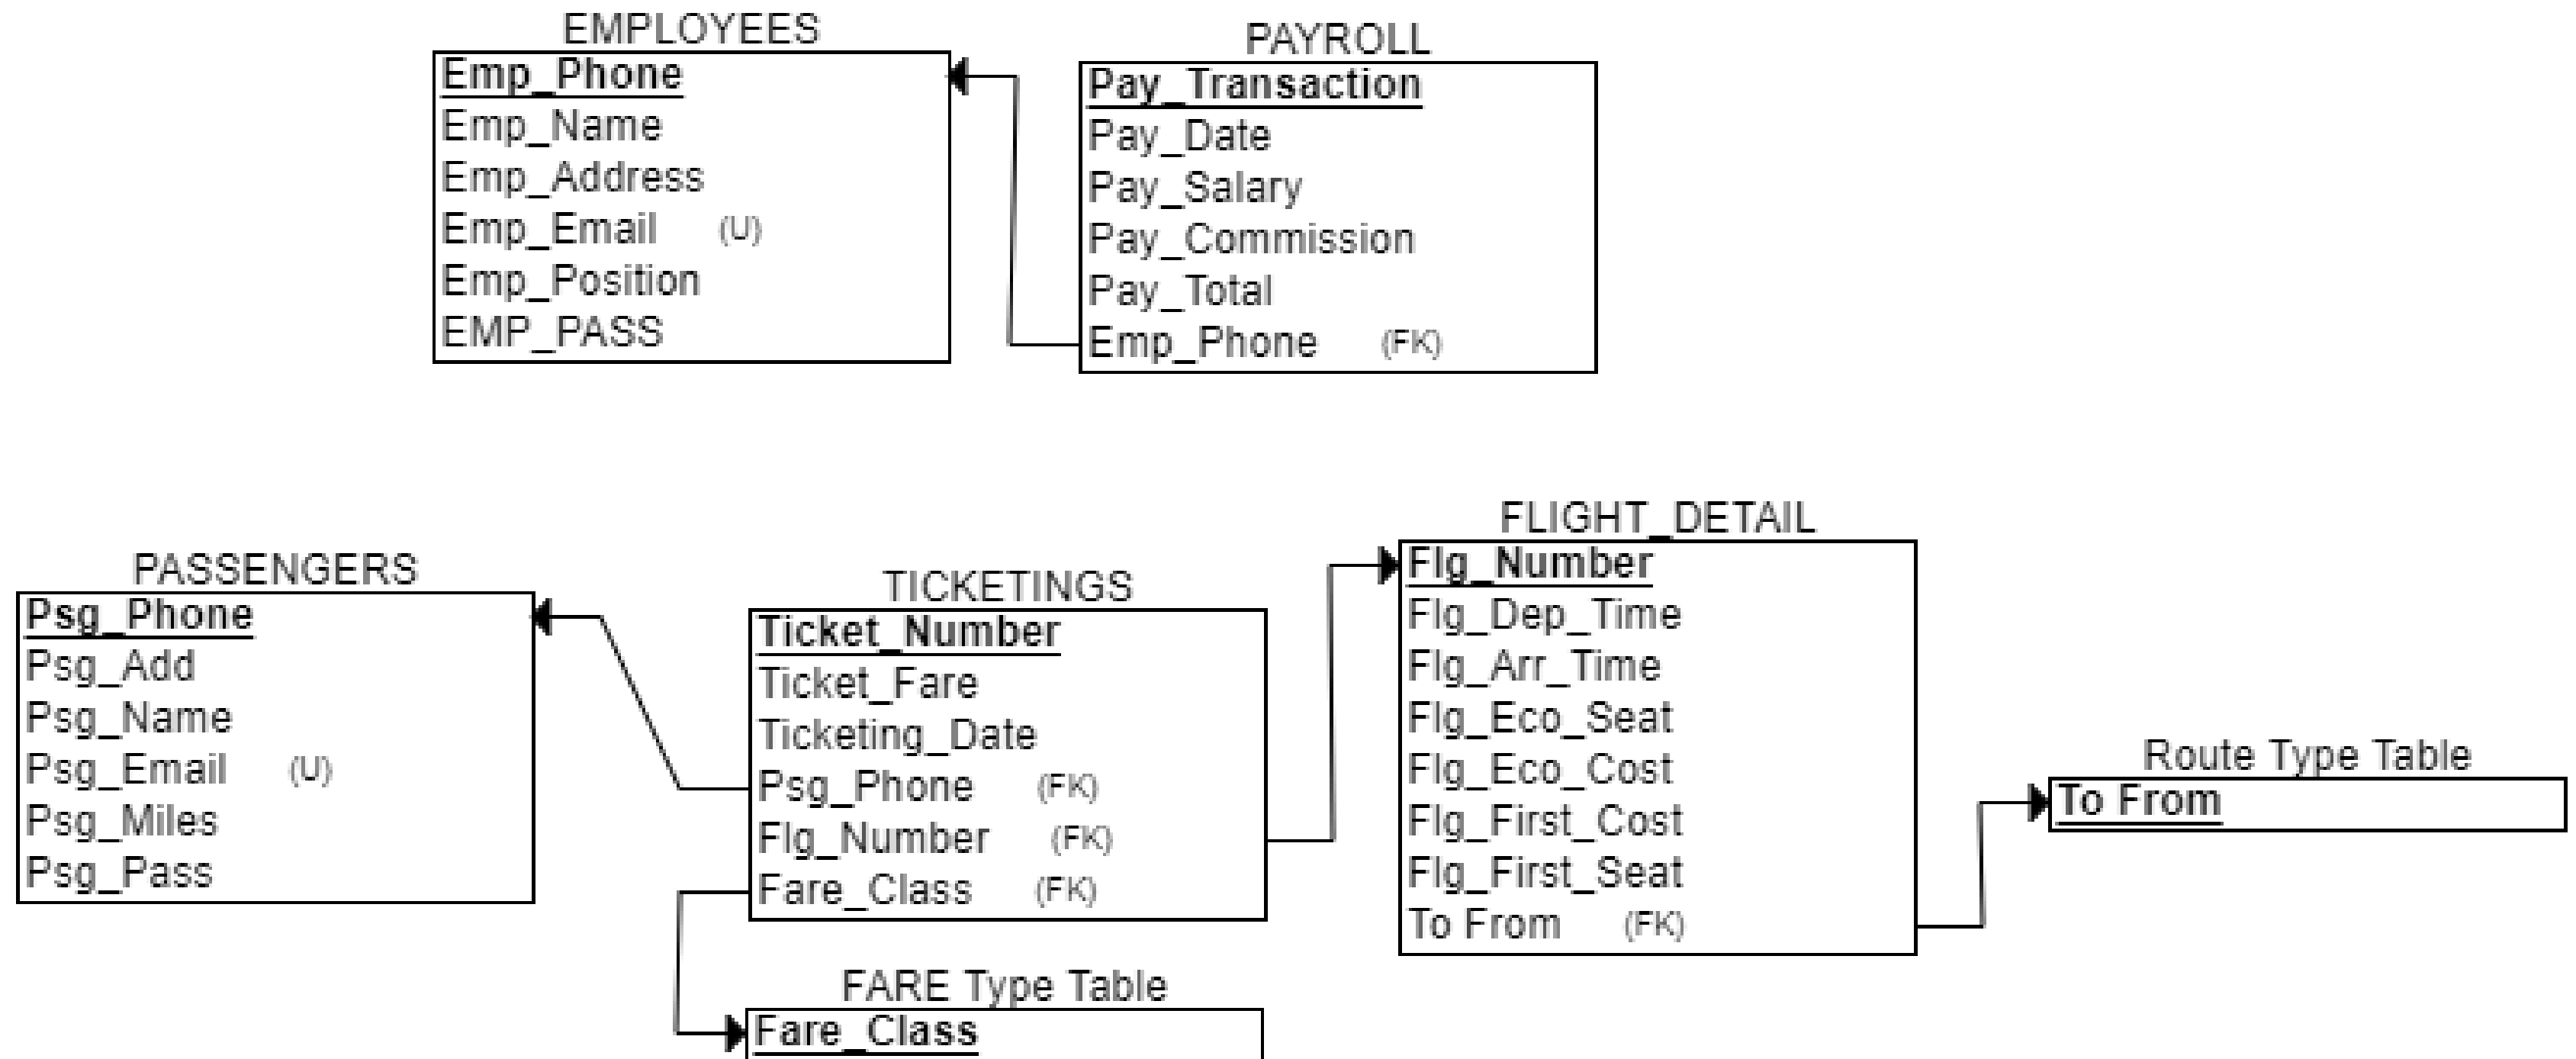 EMPLOYEES
Emp_Phone
Emp_Name
Emp_Address
Emp_Email (U)
Emp_Position
EMP_PASS
PAYROLL
Pay_Transaction
Pay_Date
Pay_Salary
Pay_Commission
Pay_Total
Emp_Phone (FK)
PASSENGERS
Psg_Phone
Psg_Add
Psg_Name
Psg_Email (U)
Psg_Miles
Psg_Pass
TICKETINGS
Ticket_Number
Ticket_Fare
Ticketing_Date
Psg_Phone (FK)
Flg_Number (FK)
Fare_Class (FK)
FARE Type Table
Fare_Class
FLIGHT_DETAIL
Flg_Number
Flg_Dep_Time
Flg_Arr_Time
Flg_Eco_Seat
Flg_Eco_Cost
Flg_First_Cost
Flg_First_Seat
To From (FK)
Route Type Table
To From